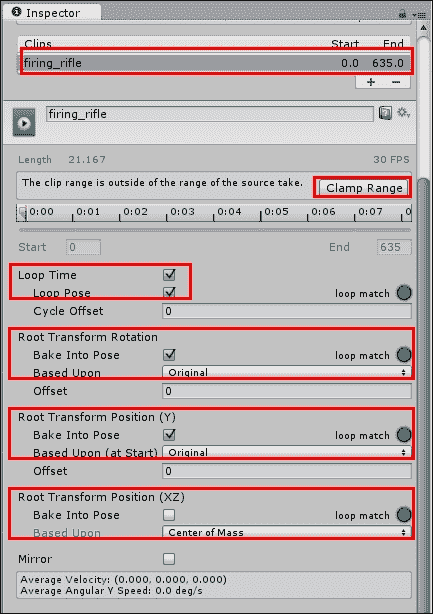 Inspector
Clips Start End
firing_rifle 0.0 635.0
+ −
firing_rifle
Length 21.167 30 FPS
The clip range is outside of the range of the source take. Clamp Range
0:00 0:01 0:02 0:03 0:04 0:05 0:06 0:07 0
Start 0 End 635
Loop Time
Loop Pose loop match
Cycle Offset 0
Root Transform Rotation
Bake Into Pose loop match
Based Upon Original
Offset 0
Root Transform Position (Y)
Bake Into Pose loop match
Based Upon (at Start) Original
Offset 0
Root Transform Position (XZ)
Bake Into Pose loop match
Based Upon Center of Mass
Mirror
Average Velocity: (0.000, 0.000, 0.000)
Average Angular Y Speed: 0.0 deg/s